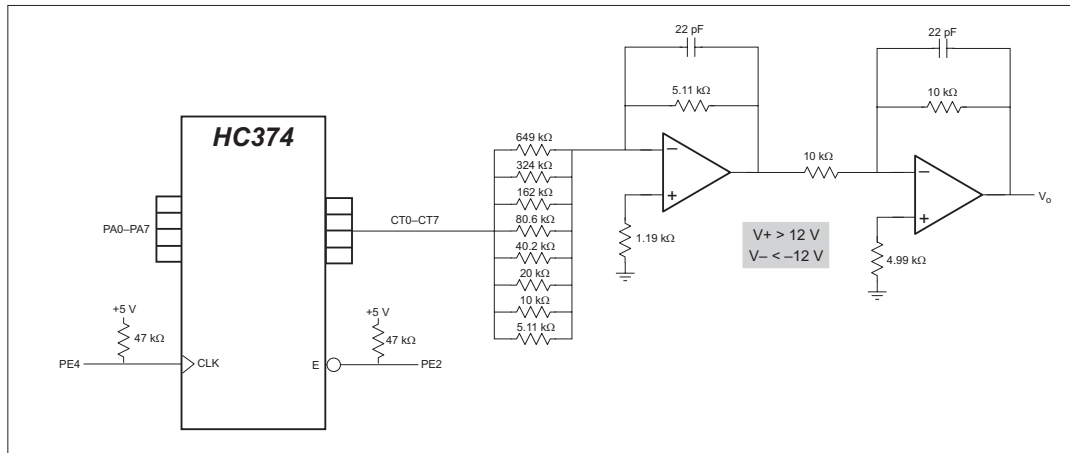 22 pF
22 pF
5.11 kΩ
10 kΩ
HC374
649 kΩ
324 kΩ
162 kΩ
80.6 kΩ
40.2 kΩ
20 kΩ
10 kΩ
5.11 kΩ
PA0–PA7
CT0–CT7
–
+
1.19 kΩ
10 kΩ
–
+
4.99 kΩ
Vo
V+ > 12 V
V– < –12 V
+5 V
47 kΩ
PE4
CLK
E
+5 V
47 kΩ
PE2